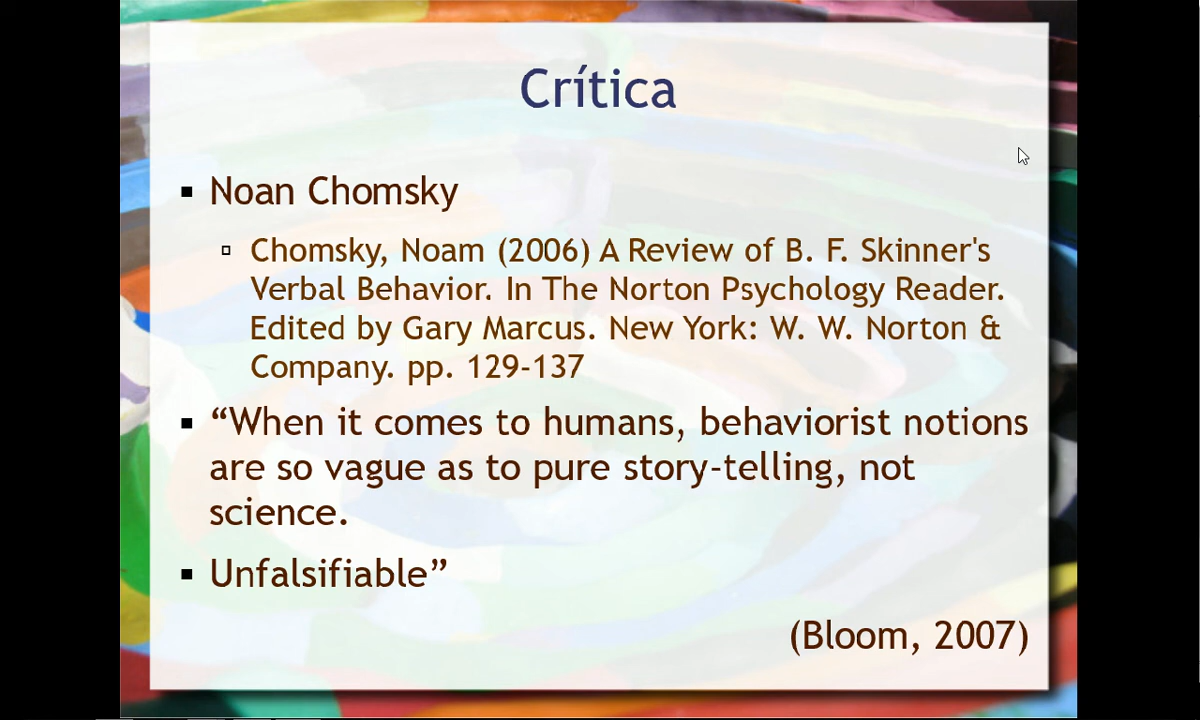 Crítica
Noan Chomsky
Chomsky, Noam (2006) A Review of B. F. Skinner's
Verbal Behavior. In The Norton Psychology Reader.
Edited by Gary Marcus. New York: W. W. Norton &
Company. pp. 129-137
“When it comes to humans, behaviorist notions
are so vague as to pure story-telling, not
science.
Unfalsifiable”
(Bloom, 2007)